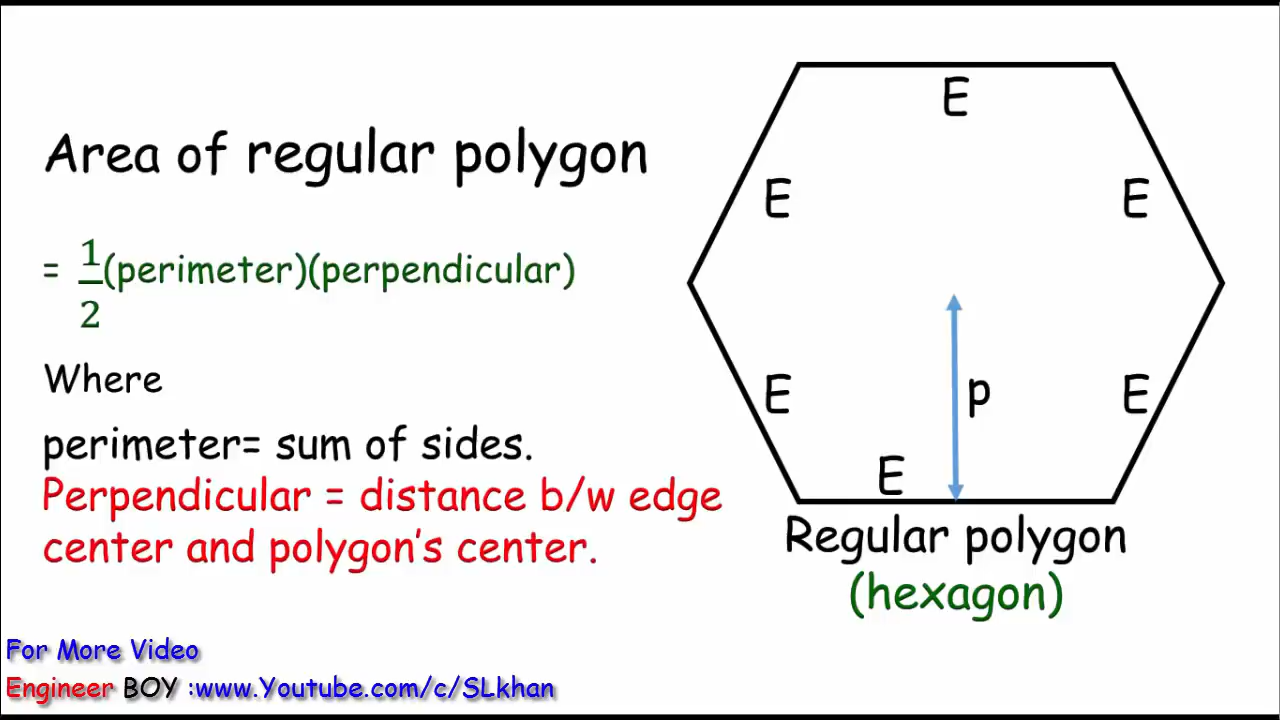 Area of regular polygon
= 1/2(perimeter)(perpendicular)
Where
perimeter= sum of sides.
Perpendicular = distance b/w edge
center and polygon’s center.
E
E
E
E
E
p
E
Regular polygon
(hexagon)
For More Video
Engineer BOY :www.Youtube.com/c/SLkhan